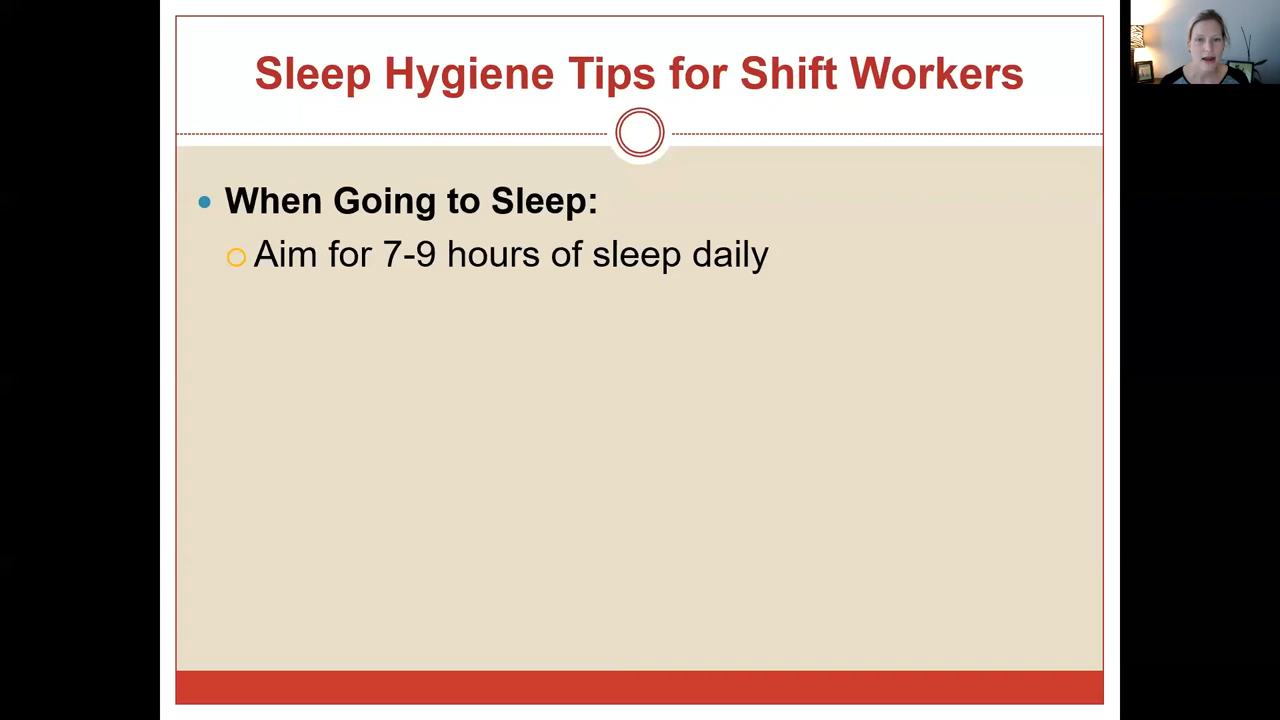 Sleep Hygiene Tips for Shift Workers
When Going to Sleep:
Aim for 7-9 hours of sleep daily